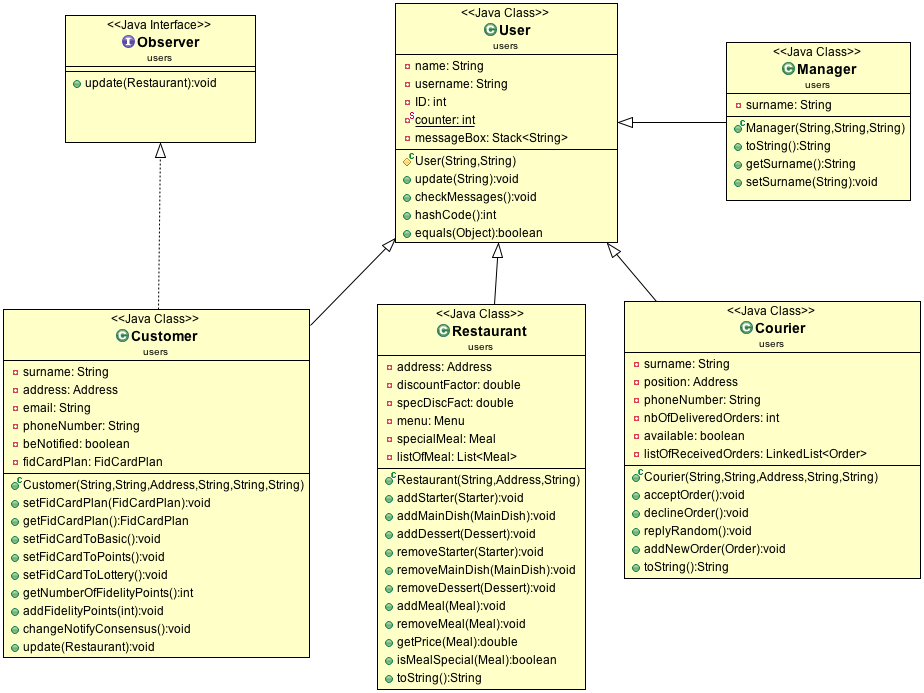 <<Java Interface>>
Observer
users
update(Restaurant):void
<<Java Class>>
User
users
name: String
username: String
ID: int
counter: int
messageBox: Stack<String>
User(String,String)
update(String):void
checkMessages():void
hashCode():int
equals(Object):boolean
<<Java Class>>
Manager
users
surname: String
Manager(String,String,String)
toString():String
getSurname():String
setSurname(String):void
<<Java Class>>
Customer
users
surname: String
address: Address
email: String
phoneNumber: String
beNotified: boolean
fidCardPlan: FidCardPlan
Customer(String,String,Address,String,String,String)
setFidCardPlan(FidCardPlan):void
getFidCardPlan():FidCardPlan
setFidCardToBasic():void
setFidCardToPoints():void
setFidCardToLottery():void
getNumberOfFidelityPoints():int
addFidelityPoints(int):void
changeNotifyConsensus():void
update(Restaurant):void
<<Java Class>>
Restaurant
users
address: Address
discountFactor: double
specDiscFact: double
menu: Menu
specialMeal: Meal
listOfMeal: List<Meal>
Restaurant(String,Address,String)
addStarter(Starter):void
addMainDish(MainDish):void
addDessert(Dessert):void
removeStarter(Starter):void
removeMainDish(MainDish):void
removeDessert(Dessert):void
addMeal(Meal):void
removeMeal(Meal):void
getPrice(Meal):double
isMealSpecial(Meal):boolean
toString():String
<<Java Class>>
Courier
users
surname: String
position: Address
phoneNumber: String
nbOfDeliveredOrders: int
available: boolean
listOfReceivedOrders: LinkedList<Order>
Courier(String,String,Address,String,String)
acceptOrder():void
declineOrder():void
replyRandom():void
addNewOrder(Order):void
toString():String